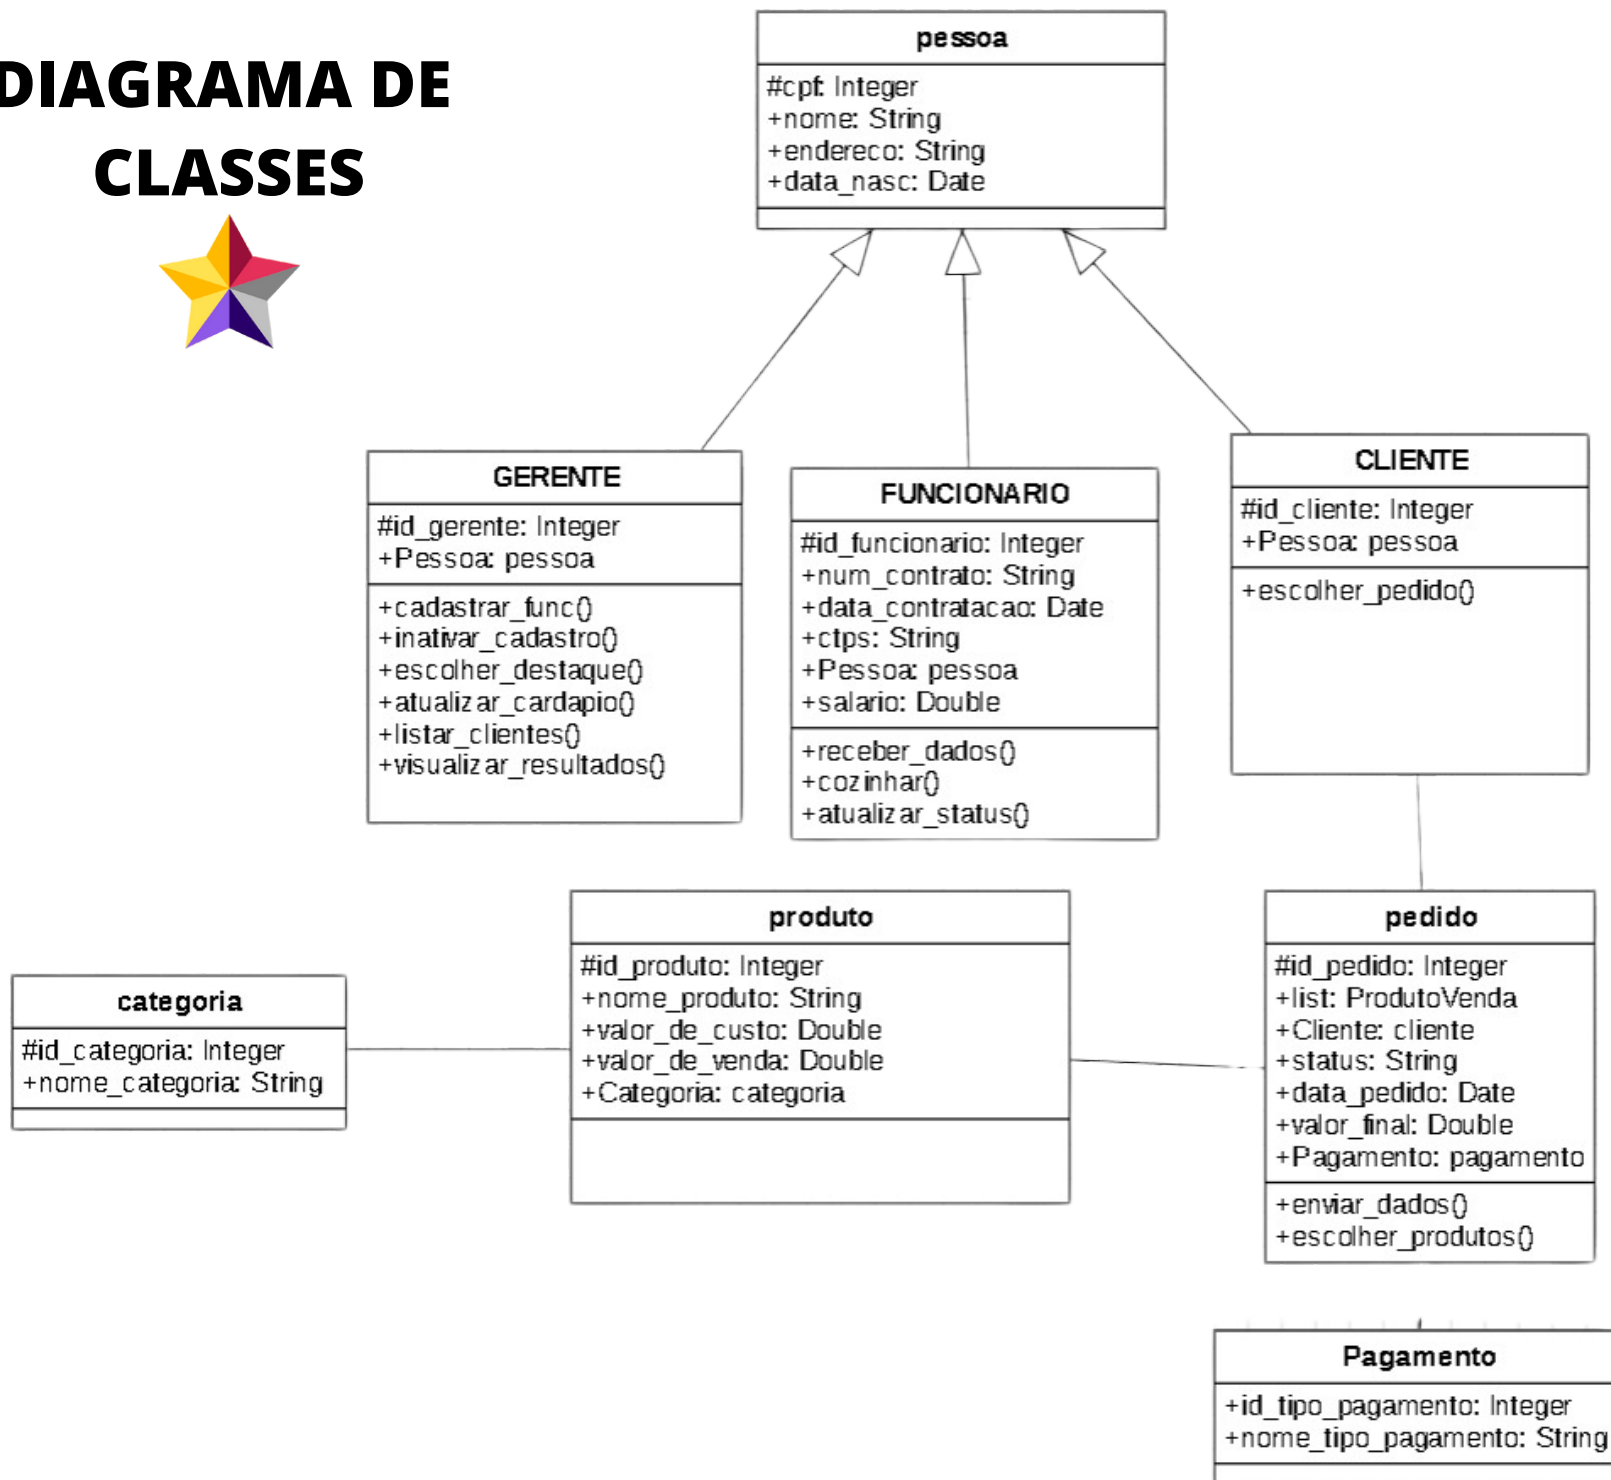 DIAGRAMA DE
CLASSES
pessoa
#cpf: Integer
+nome: String
+endereco: String
+data_nasc: Date
GERENTE
#id_gerente: Integer
+Pessoa: pessoa
+cadastrar_func()
+inativar_cadastro()
+escolher_destaque()
+atualizar_cardapio()
+listar_clientes()
+visualizar_resultados()
FUNCIONARIO
#id_funcionario: Integer
+num_contrato: String
+data_contratacao: Date
+ctps: String
+Pessoa: pessoa
+salario: Double
+receber_dados()
+cozinhar()
+atualizar_status()
CLIENTE
#id_cliente: Integer
+Pessoa: pessoa
+escolher_pedido()
categoria
#id_categoria: Integer
+nome_categoria: String
produto
#id_produto: Integer
+nome_produto: String
+valor_de_custo: Double
+valor_de_venda: Double
+Categoria: categoria
pedido
#id_pedido: Integer
+list: ProdutoVenda
+Cliente: cliente
+status: String
+data_pedido: Date
+valor_final: Double
+Pagamento: pagamento
+enviar_dados()
+escolher_produtos()
Pagamento
+id_tipo_pagamento: Integer
+nome_tipo_pagamento: String